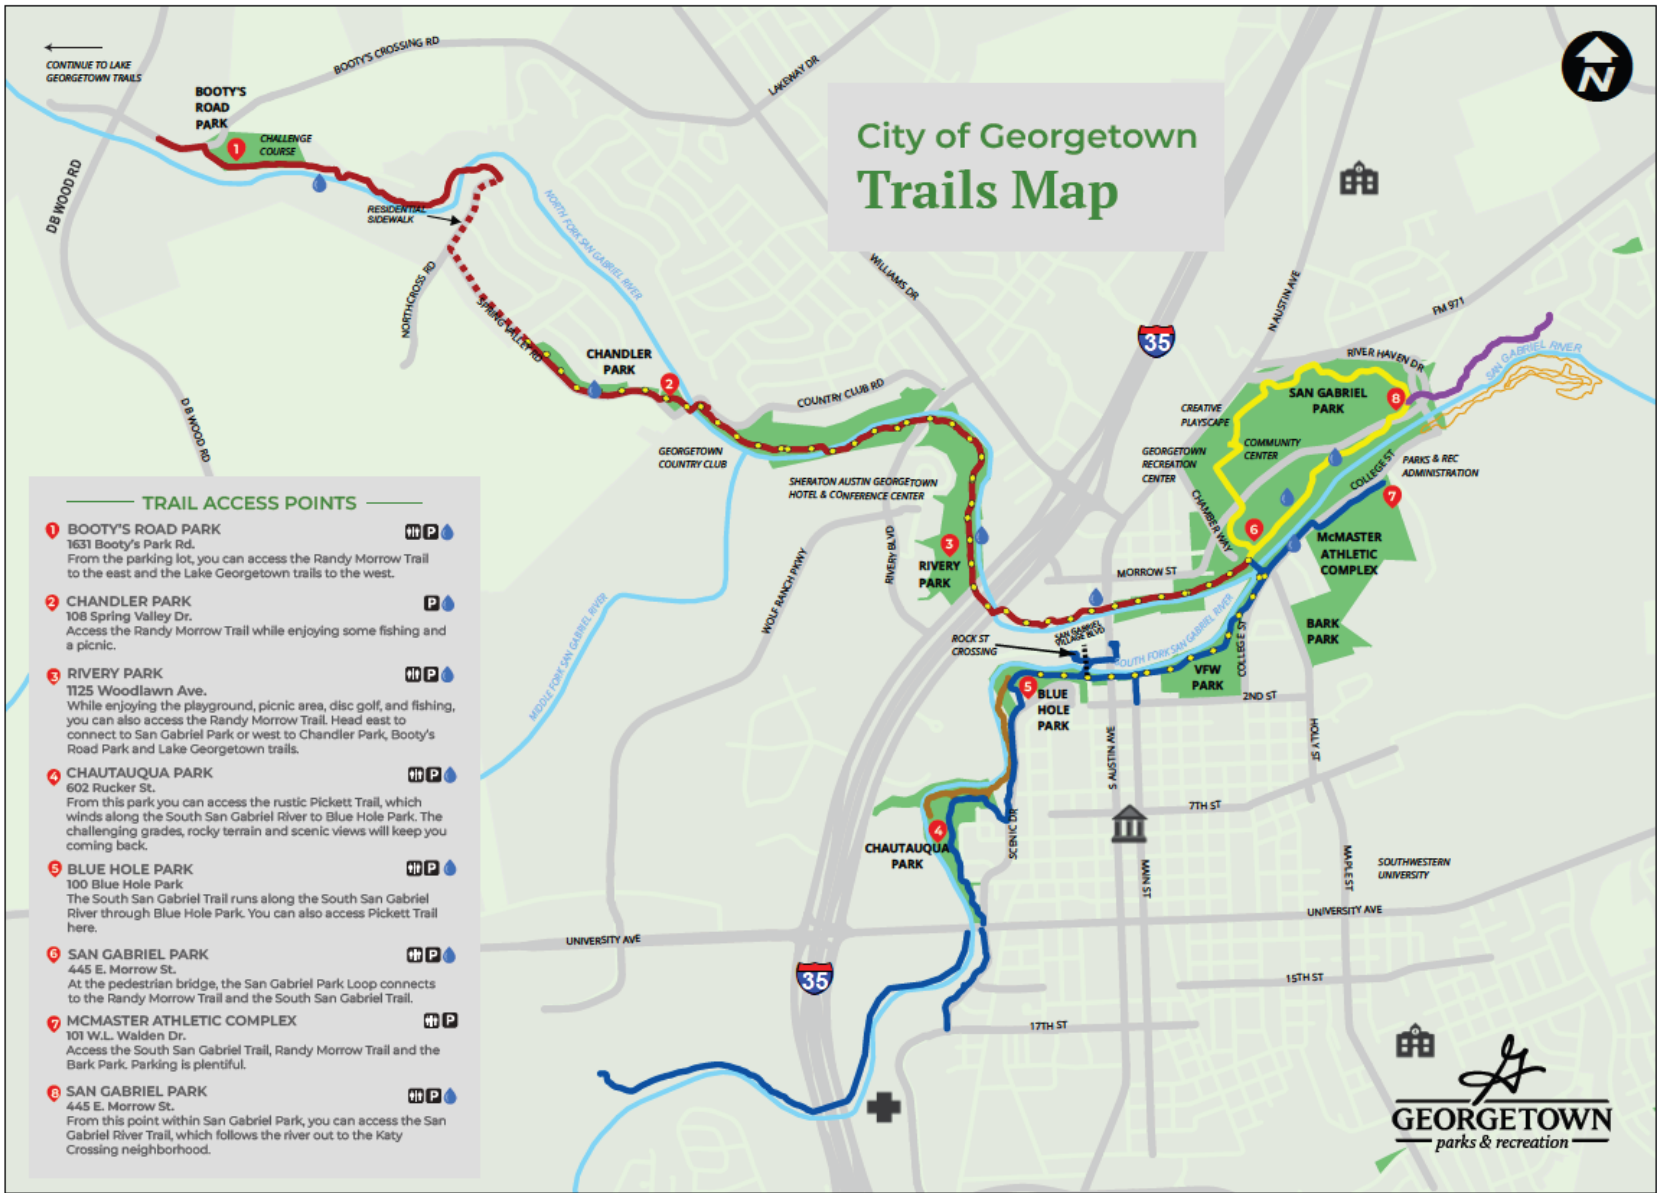 CONTINUE TO LAKE
GEORGETOWN TRAILS
BOOTY'S CROSSING RD
LAKEWAY DR
N
BOOTY'S
ROAD
PARK
1
CHALLENGE
COURSE
DB WOOD RD
City of Georgetown
Trails Map
RESIDENTIAL
SIDEWALK
NORTH FORK SAN GABRIEL RIVER
NORTHCROSS RD
SPRING VALLEY RD
WILLIAMS DR
N AUSTIN AVE
FM 971
35
CHANDLER
PARK
2
COUNTRY CLUB RD
RIVER HAVEN DR
SAN GABRIEL RIVER
SAN GABRIEL
PARK
8
CREATIVE
PLAYSCAPE
D B WOOD RD
GEORGETOWN
COUNTRY CLUB
GEORGETOWN
RECREATION
CENTER
COMMUNITY
CENTER
COLLEGE ST
PARKS & REC
ADMINISTRATION
SHERATON AUSTIN GEORGETOWN
HOTEL & CONFERENCE CENTER
CHAMBER WAY
7
6
RIVERY BLVD
3
RIVERY
PARK
McMASTER
ATHLETIC
COMPLEX
MORROW ST
WOLF RANCH PKWY
MIDDLE FORK SAN GABRIEL RIVER
ROCK ST
CROSSING
SAN GABRIEL
VILLAGE BLVD
SOUTH FORK SAN GABRIEL RIVER
COLLEGE ST
BARK
PARK
VFW
PARK
5
BLUE
HOLE
PARK
2ND ST
S AUSTIN AVE
HOLLY ST
7TH ST
SCENIC DR
4
CHAUTAUQUA
PARK
MAIN ST
MAPLE ST
SOUTHWESTERN
UNIVERSITY
UNIVERSITY AVE
UNIVERSITY AVE
35
15TH ST
17TH ST
TRAIL ACCESS POINTS
1 BOOTY'S ROAD PARK P
1631 Booty's Park Rd.
From the parking lot, you can access the Randy Morrow Trail
to the east and the Lake Georgetown trails to the west.
2 CHANDLER PARK P
108 Spring Valley Dr.
Access the Randy Morrow Trail while enjoying some fishing and
a picnic.
3 RIVERY PARK P
1125 Woodlawn Ave.
While enjoying the playground, picnic area, disc golf, and fishing,
you can also access the Randy Morrow Trail. Head east to
connect to San Gabriel Park or west to Chandler Park, Booty's
Road Park and Lake Georgetown trails.
4 CHAUTAUQUA PARK P
602 Rucker St.
From this park you can access the rustic Pickett Trail, which
winds along the South San Gabriel River to Blue Hole Park. The
challenging grades, rocky terrain and scenic views will keep you
coming back.
5 BLUE HOLE PARK P
100 Blue Hole Park
The South San Gabriel Trail runs along the South San Gabriel
River through Blue Hole Park. You can also access Pickett Trail
here.
6 SAN GABRIEL PARK P
445 E. Morrow St.
At the pedestrian bridge, the San Gabriel Park Loop connects
to the Randy Morrow Trail and the South San Gabriel Trail.
7 MCMASTER ATHLETIC COMPLEX P
101 W.L. Walden Dr.
Access the South San Gabriel Trail, Randy Morrow Trail and the
Bark Park. Parking is plentiful.
8 SAN GABRIEL PARK P
445 E. Morrow St.
From this point within San Gabriel Park, you can access the San
Gabriel River Trail, which follows the river out to the Katy
Crossing neighborhood.
G
GEORGETOWN
parks & recreation